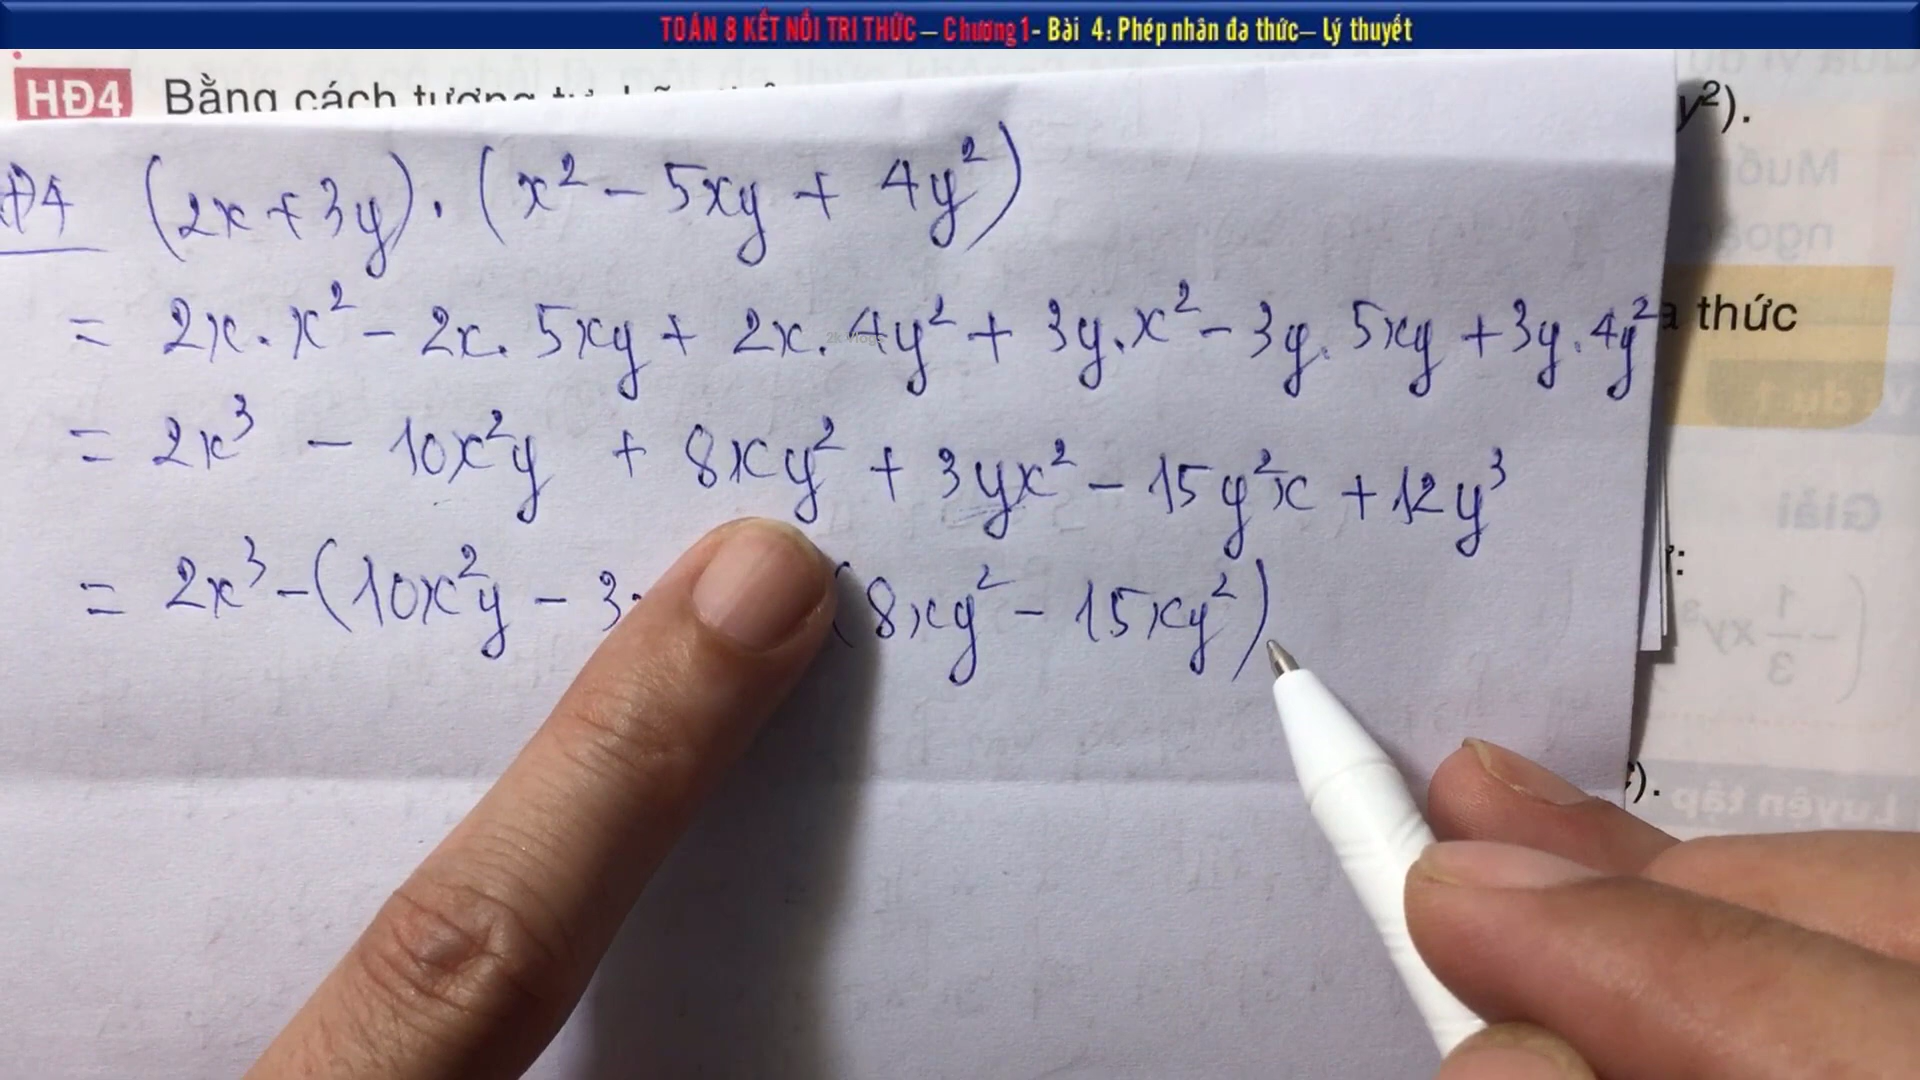 TOÁN 8 KẾT NỐI TRI THỨC – Chương 1 - Bài 4: Phép nhân đa thức – Lý thuyết
HĐ4 Bằng cách tương y²).
Đ4 (2x + 3y) . (x² - 5xy + 4y²)
= 2x . x² - 2x . 5xy + 2x . 4y² + 3y . x² - 3y . 5xy + 3y . 4y²
a thức
= 2x³ - 10x²y + 8xy² + 3yx² - 15y²x + 12y³
= 2x³ - (10x²y - 3 (8xy² - 15xy²)
).